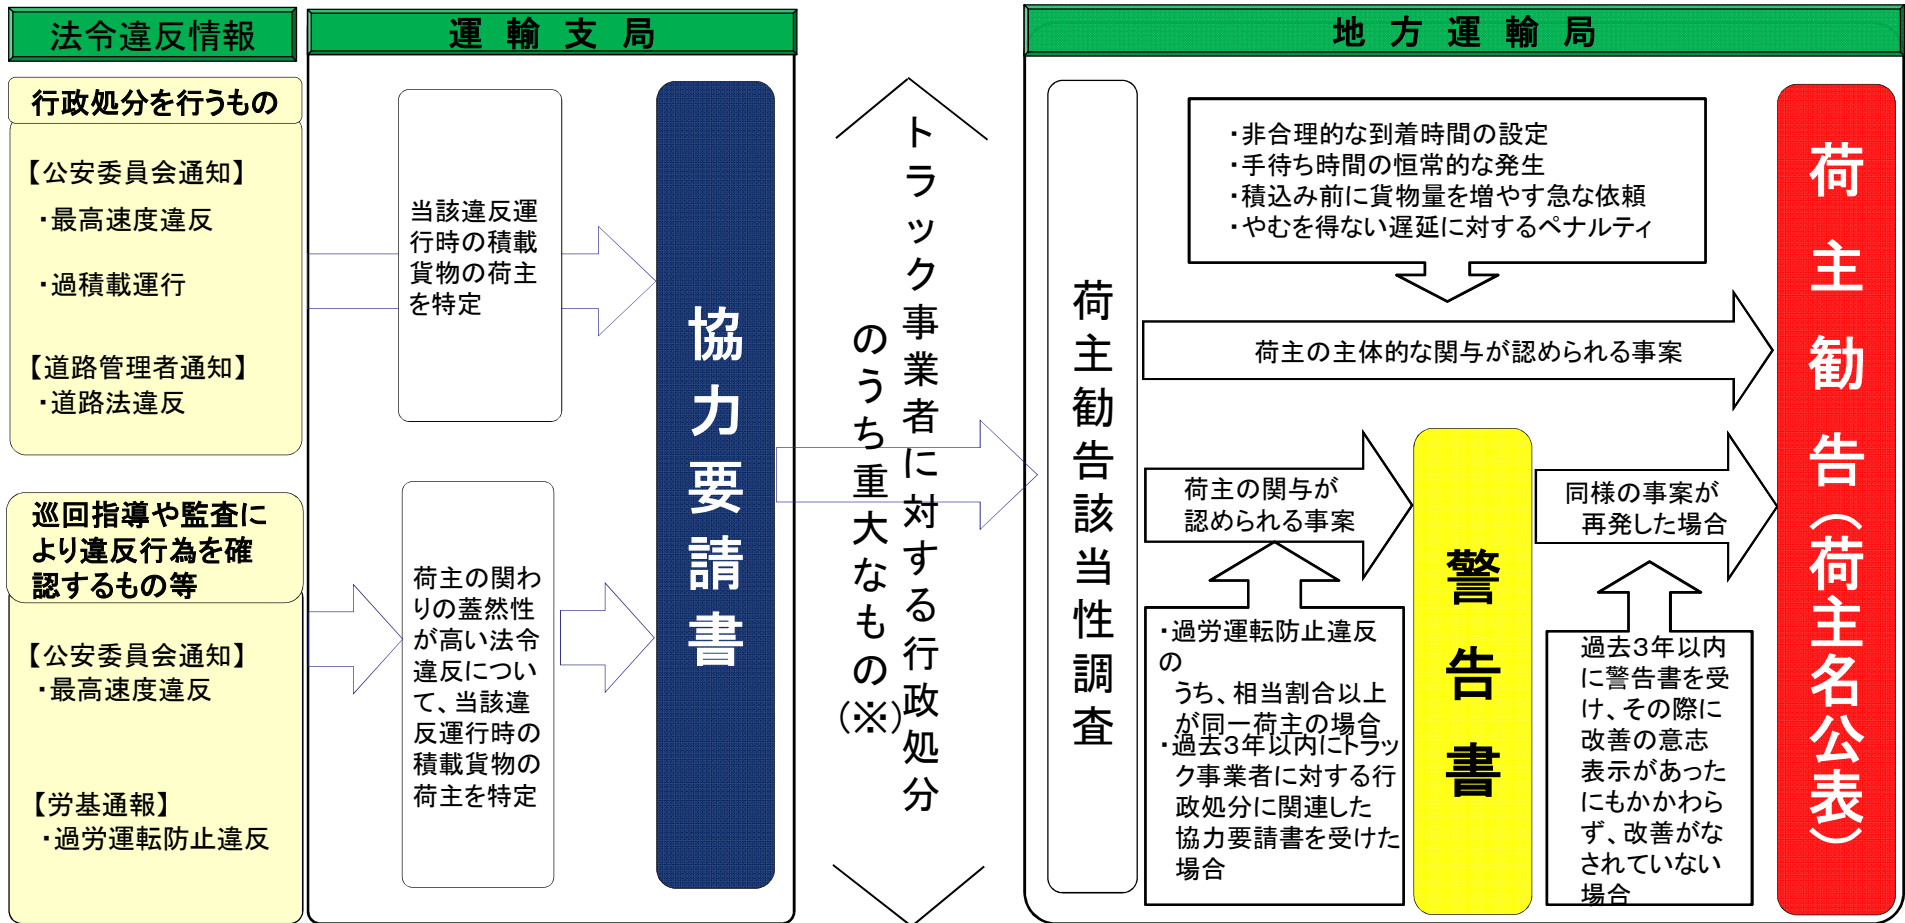 法令違反情報
運輸支局
地方運輸局
行政処分を行うもの
【公安委員会通知】
・最高速度違反
・過積載運行
【道路管理者通知】
・道路法違反
巡回指導や監査に
より違反行為を確
認するもの等
【公安委員会通知】
・最高速度違反
【労基通報】
・過労運転防止違反
当該違反運
行時の積載
貨物の荷主
を特定
荷主の関わ
りの蓋然性
が高い法令
違反につい
て、当該違
反運行時の
積載貨物の
荷主を特定
協力要請書
トラック事業者に対する行政処分
のうち重大なもの(※)
荷主勧告該当性調査
・非合理的な到着時間の設定
・手待ち時間の恒常的な発生
・積込み前に貨物量を増やす急な依頼
・やむを得ない遅延に対するペナルティ
荷主の主体的な関与が認められる事案
荷主の関与が
認められる事案
・過労運転防止違反
の
うち、相当割合以上
が同一荷主の場合
・過去3年以内にトラッ
ク事業者に対する行
政処分に関連した
協力要請書を受けた
場合
警告書
同様の事案が
再発した場合
過去3年以内
に警告書を受
け、その際に
改善の意志
表示があった
にもかかわら
ず、改善がな
されていない
場合
荷主勧告(荷主名公表)